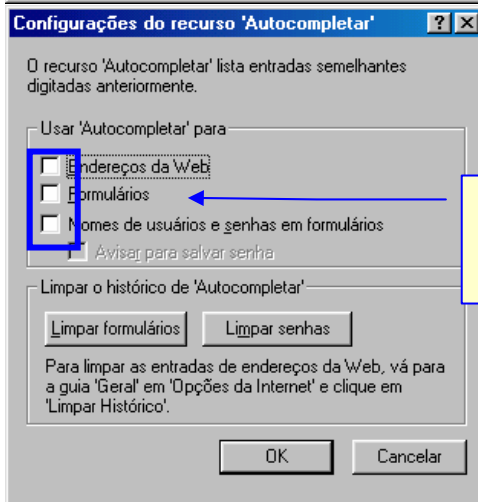 Configurações do recurso 'Autocompletar'
O recurso 'Autocompletar' lista entradas semelhantes
digitadas anteriormente.
Usar 'Autocompletar' para
Endereços da Web
Formulários
Nomes de usuários e senhas em formulários
Avisar para salvar senha
Limpar o histórico de 'Autocompletar'
Limpar formulários Limpar senhas
Para limpar as entradas de endereços da Web, vá para
a guia 'Geral' em 'Opções da Internet' e clique em
'Limpar Histórico'.
OK Cancelar